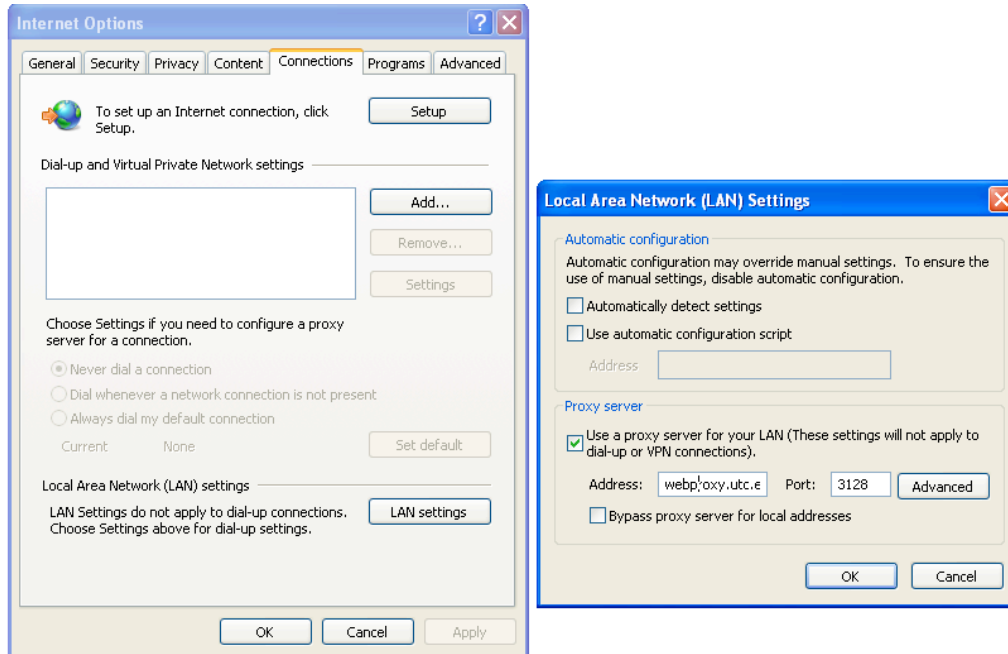 Internet Options
General Security Privacy Content Connections Programs Advanced
To set up an Internet connection, click
Setup.
Setup
Dial-up and Virtual Private Network settings
Add...
Remove...
Settings
Choose Settings if you need to configure a proxy
server for a connection.
Never dial a connection
Dial whenever a network connection is not present
Always dial my default connection
Current None
Set default
Local Area Network (LAN) settings
LAN Settings do not apply to dial-up connections.
Choose Settings above for dial-up settings.
LAN settings
OK Cancel Apply
Local Area Network (LAN) Settings
Automatic configuration
Automatic configuration may override manual settings. To ensure the
use of manual settings, disable automatic configuration.
Automatically detect settings
Use automatic configuration script
Address
Proxy server
Use a proxy server for your LAN (These settings will not apply to
dial-up or VPN connections).
Address: webproxy.utc.e Port: 3128 Advanced
Bypass proxy server for local addresses
OK Cancel